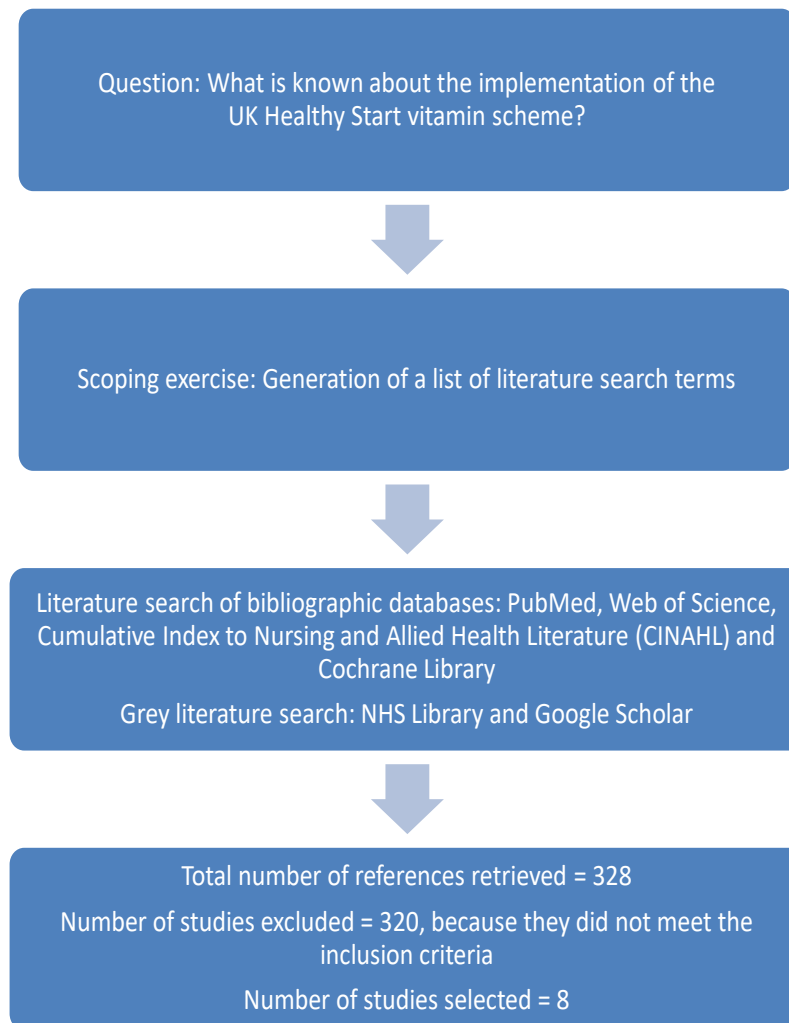 Question: What is known about the implementation of the
UK Healthy Start vitamin scheme?
Scoping exercise: Generation of a list of literature search terms
Literature search of bibliographic databases: PubMed, Web of Science,
Cumulative Index to Nursing and Allied Health Literature (CINAHL) and
Cochrane Library
Grey literature search: NHS Library and Google Scholar
Total number of references retrieved = 328
Number of studies excluded = 320, because they did not meet the
inclusion criteria
Number of studies selected = 8